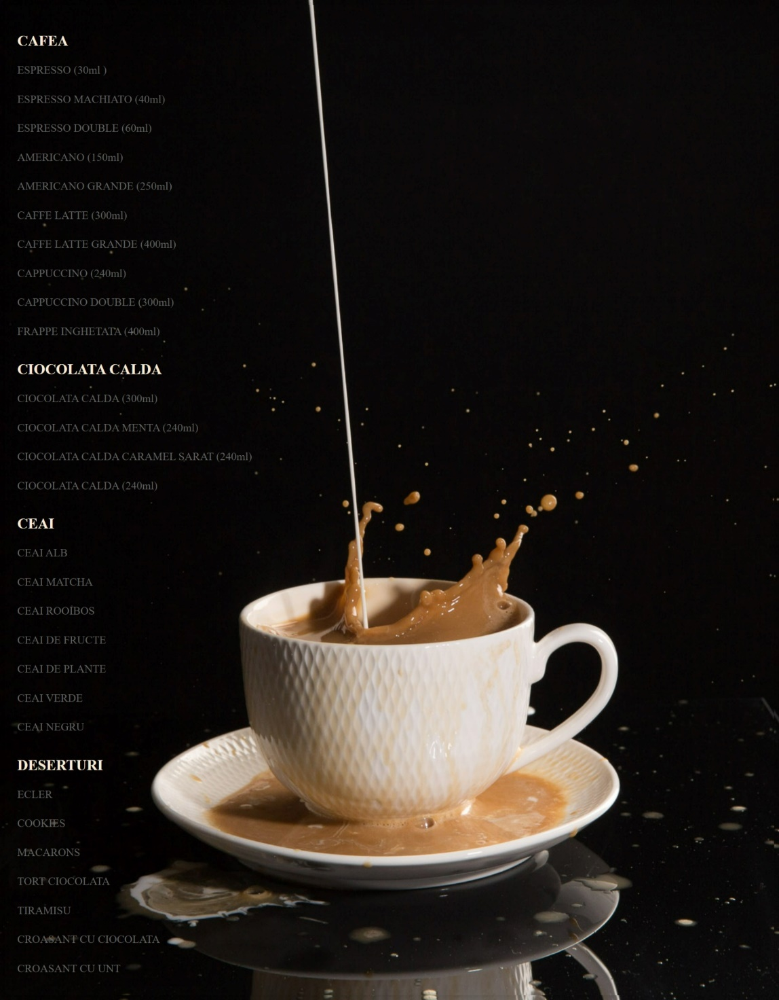 CAFEA
ESPRESSO (30ml )
ESPRESSO MACHIATO (40ml)
ESPRESSO DOUBLE (60ml)
AMERICANO (150ml)
AMERICANO GRANDE (250ml)
CAFFE LATTE (300ml)
CAFFE LATTE GRANDE (400ml)
CAPPUCCINO (240ml)
CAPPUCCINO DOUBLE (300ml)
FRAPPE INGHETATA (400ml)
CIOCOLATA CALDA
CIOCOLATA CALDA (300ml)
CIOCOLATA CALDA MENTA (240ml)
CIOCOLATA CALDA CARAMEL SARAT (240ml)
CIOCOLATA CALDA (240ml)
CEAI
CEAI ALB
CEAI MATCHA
CEAI ROOÍBOS
CEAI DE FRUCTE
CEAI DE PLANTE
CEAI VERDE
CEAI NEGRU
DESERTURI
ECLER
COOKIES
MACARONS
TORT CIOCOLATA
TIRAMISU
CROASANT CU CIOCOLATA
CROASANT CU UNT